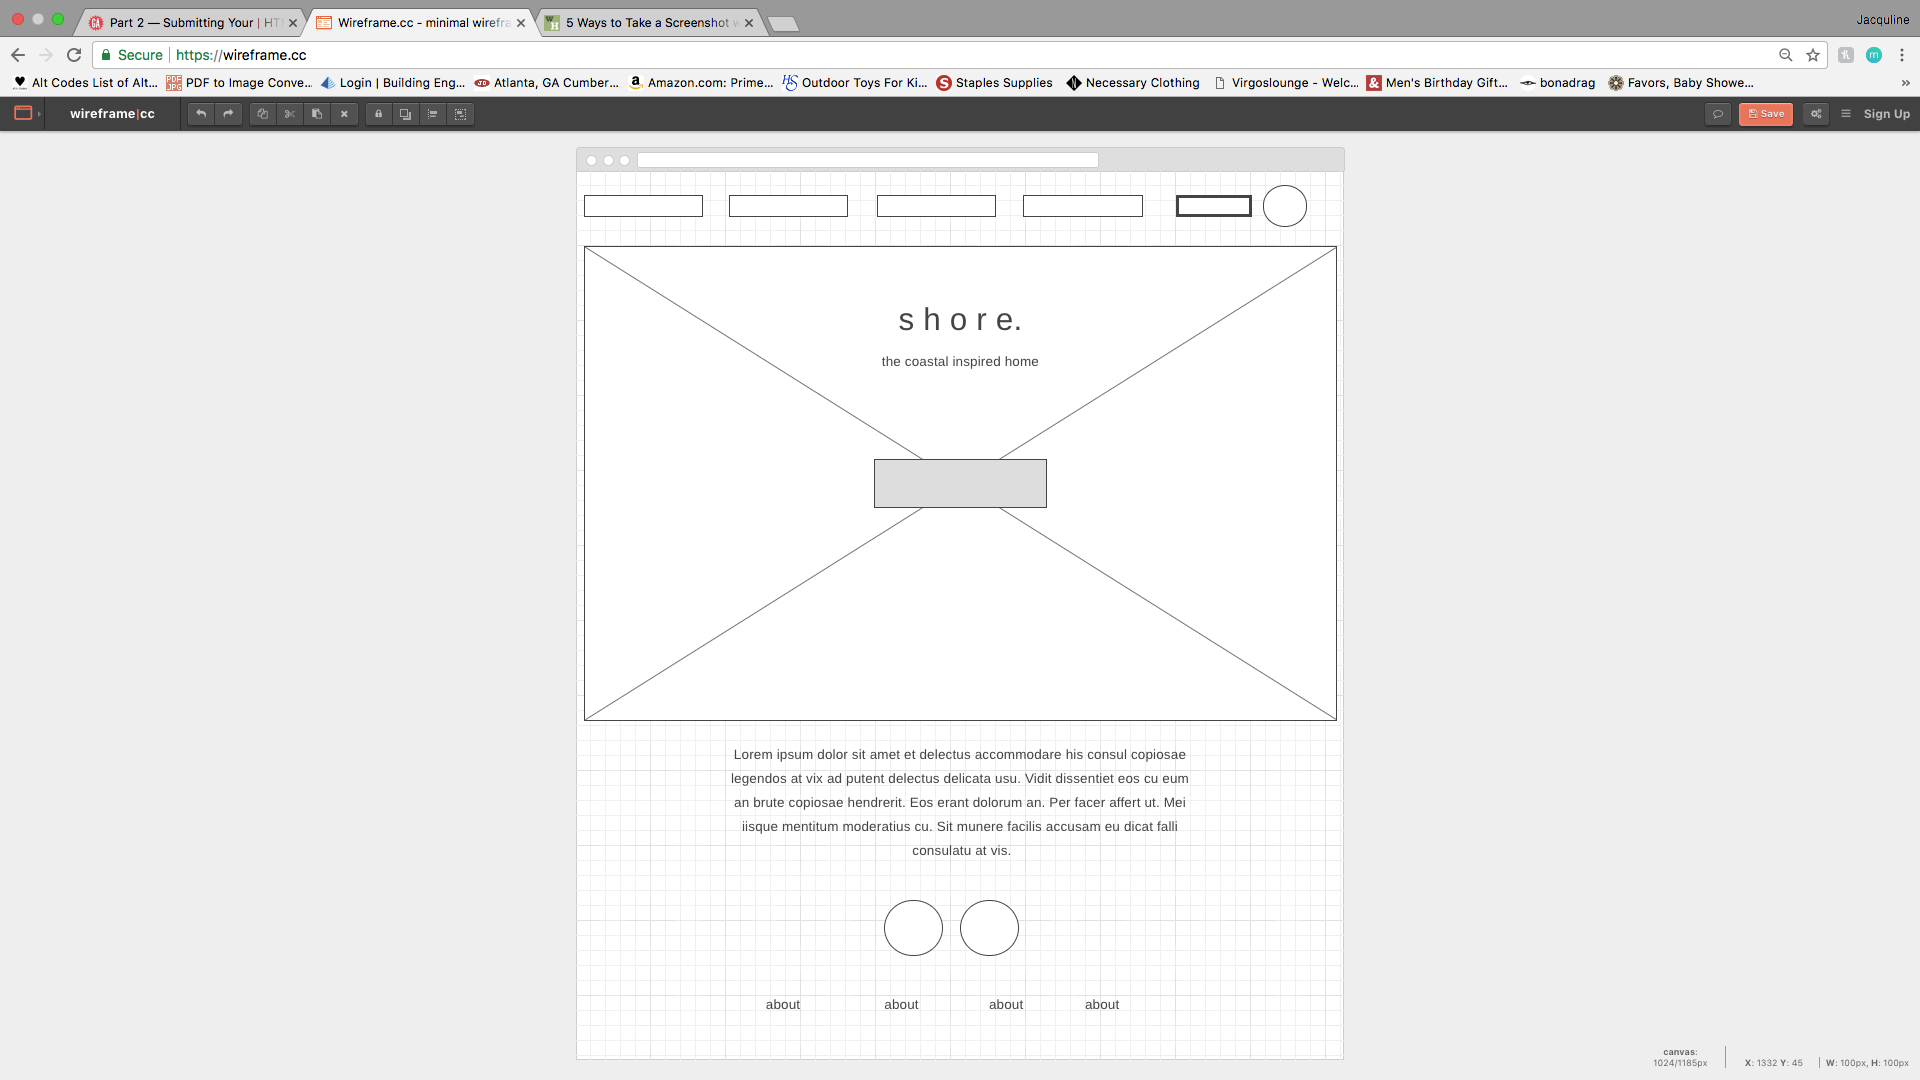 Part 2 — Submitting Your | HT
Wireframe.cc - minimal wirefra
5 Ways to Take a Screenshot w
Jacquline
Secure
https://wireframe.cc
Alt Codes List of Alt...
PDF to Image Conve...
Login | Building Eng...
Atlanta, GA Cumber...
Amazon.com: Prime...
Outdoor Toys For Ki...
Staples Supplies
Necessary Clothing
Virgoslounge - Welc...
Men's Birthday Gift...
bonadrag
Favors, Baby Showe...
wireframe|cc
Save
Sign Up
s h o r e.
the coastal inspired home
Lorem ipsum dolor sit amet et delectus accommodare his consul copiosae
legendos at vix ad putent delectus delicata usu. Vidit dissentiet eos cu eum
an brute copiosae hendrerit. Eos erant dolorum an. Per facer affert ut. Mei
iisque mentitum moderatius cu. Sit munere facilis accusam eu dicat falli
consulatu at vis.
about about about about
canvas:
1024/1185px
X: 1332 Y: 45
W: 100px, H: 100px